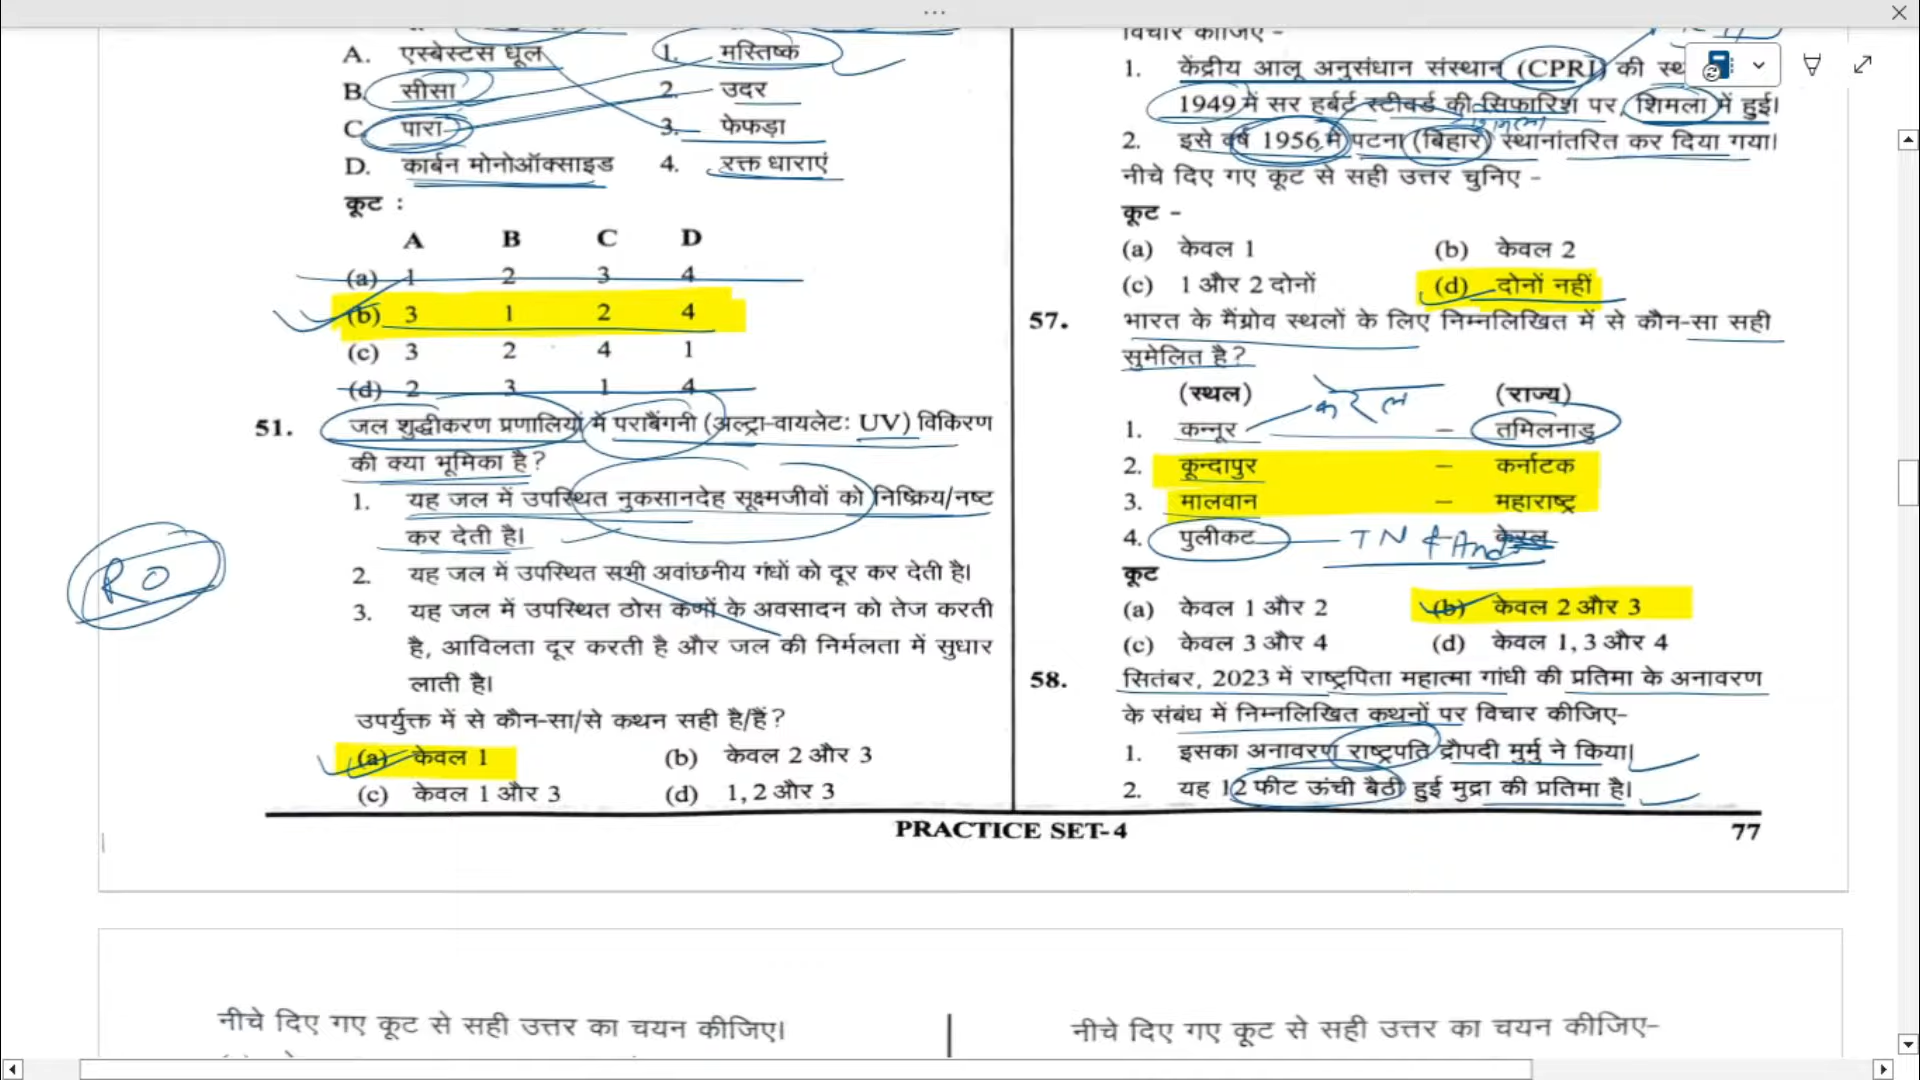 A. एस्बेस्टस धूल 1. मस्तिष्क
B. सीसा 2. उदर
C. पारा 3. फेफड़ा
D. कार्बन मोनोऑक्साइड 4. रक्त धाराएं
कूट :
A B C D
(a) 1 2 3 4
(b) 3 1 2 4
(c) 3 2 4 1
(d) 2 3 1 4
51. जल शुद्धीकरण प्रणालियों में पराबैंगनी (अल्ट्रा-वायलेट: UV) विकिरण
की क्या भूमिका है?
1. यह जल में उपस्थित नुकसानदेह सूक्ष्मजीवों को निष्क्रिय/नष्ट
कर देती है।
RO
2. यह जल में उपस्थित सभी अवांछनीय गंधों को दूर कर देती है।
3. यह जल में उपस्थित ठोस कणों के अवसादन को तेज करती
है, आविलता दूर करती है और जल की निर्मलता में सुधार
लाती है।
उपर्युक्त में से कौन-सा/से कथन सही है/हैं?
(a) केवल 1 (b) केवल 2 और 3
(c) केवल 1 और 3 (d) 1, 2 और 3
विचार कीजिए -
1. केंद्रीय आलू अनुसंधान संस्थान (CPRI) की
1949 में सर हर्बर्ट स्टीवर्ड की सिफारिश पर शिमला में हुई।
2. इसे वर्ष 1956 में पटना (बिहार) स्थानांतरित कर दिया गया।
नीचे दिए गए कूट से सही उत्तर चुनिए -
कूट -
(a) केवल 1 (b) केवल 2
(c) 1 और 2 दोनों (d) दोनों नहीं
57. भारत के मैंग्रोव स्थलों के लिए निम्नलिखित में से कौन-सा सही
सुमेलित है?
(स्थल) (राज्य)
केरल
1. कन्नूर – तमिलनाडु
2. कून्दापुर – कर्नाटक
3. मालवान – महाराष्ट्र
4. पुलीकट – TN & And केरल
कूट
(a) केवल 1 और 2 (b) केवल 2 और 3
(c) केवल 3 और 4 (d) केवल 1, 3 और 4
58. सितंबर, 2023 में राष्ट्रपिता महात्मा गांधी की प्रतिमा के अनावरण
के संबंध में निम्नलिखित कथनों पर विचार कीजिए-
1. इसका अनावरण राष्ट्रपति द्रौपदी मुर्मु ने किया।
2. यह 12 फीट ऊंची बैठी हुई मुद्रा की प्रतिमा है।
PRACTICE SET-4 77
नीचे दिए गए कूट से सही उत्तर का चयन कीजिए।
नीचे दिए गए कूट से सही उत्तर का चयन कीजिए-